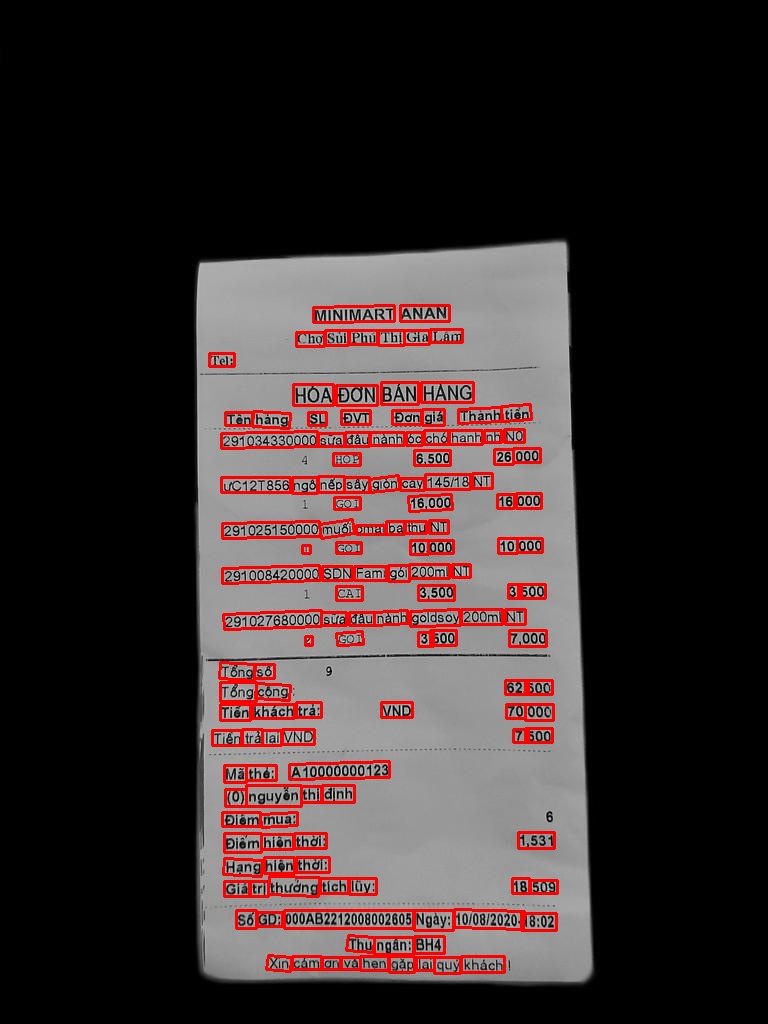 MINIMART ANAN
Chợ Sủi Phú Thị Gia Lâm
Tel:
HÓA ĐƠN BÁN HÀNG
Tên hàng SL ĐVT Đơn giá Thành tiền
291034330000 sữa đâu nành óc chó hanh nh N0
4 HOP 6,500 26,000
ưC12T856 ngô nếp sấy giòn cay 145/18 NT
1 GOI 16,000 16,000
291025150000 muối ba thu NT
1 GOI 10,000 10,000
291008420000 SDN Fami gói 200ml NT
1 CAI 3,500 3,500
291027680000 sữa đâu nành goldsoy 200ml NT
2 GOI 3,500 7,000
Tổng số 9
Tổng cộng: 62,500
Tiền khách trả: VND 70,000
Tiền trả lại VND 7,500
Mã thẻ: A10000000123
(0) nguyễn thị định
Điểm mua: 6
Điểm hiện thời: 1,531
Hạng hiện thời:
Giá trị thưởng tích lũy: 18,509
Số GD: 000AB2212008002605 Ngày: 10/08/2020 18:02
Thu ngân: BH4
Xin cám ơn và hẹn gặp lại quý khách !